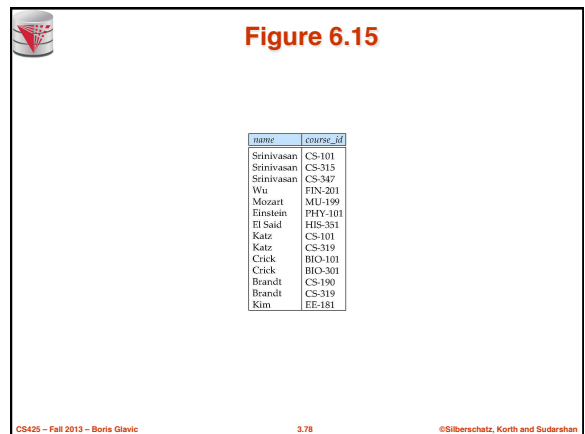 Figure 6.15
name course_id
Srinivasan CS-101
Srinivasan CS-315
Srinivasan CS-347
Wu FIN-201
Mozart MU-199
Einstein PHY-101
El Said HIS-351
Katz CS-101
Katz CS-319
Crick BIO-101
Crick BIO-301
Brandt CS-190
Brandt CS-319
Kim EE-181
CS425 – Fall 2013 – Boris Glavic 3.78 ©Silberschatz, Korth and Sudarshan